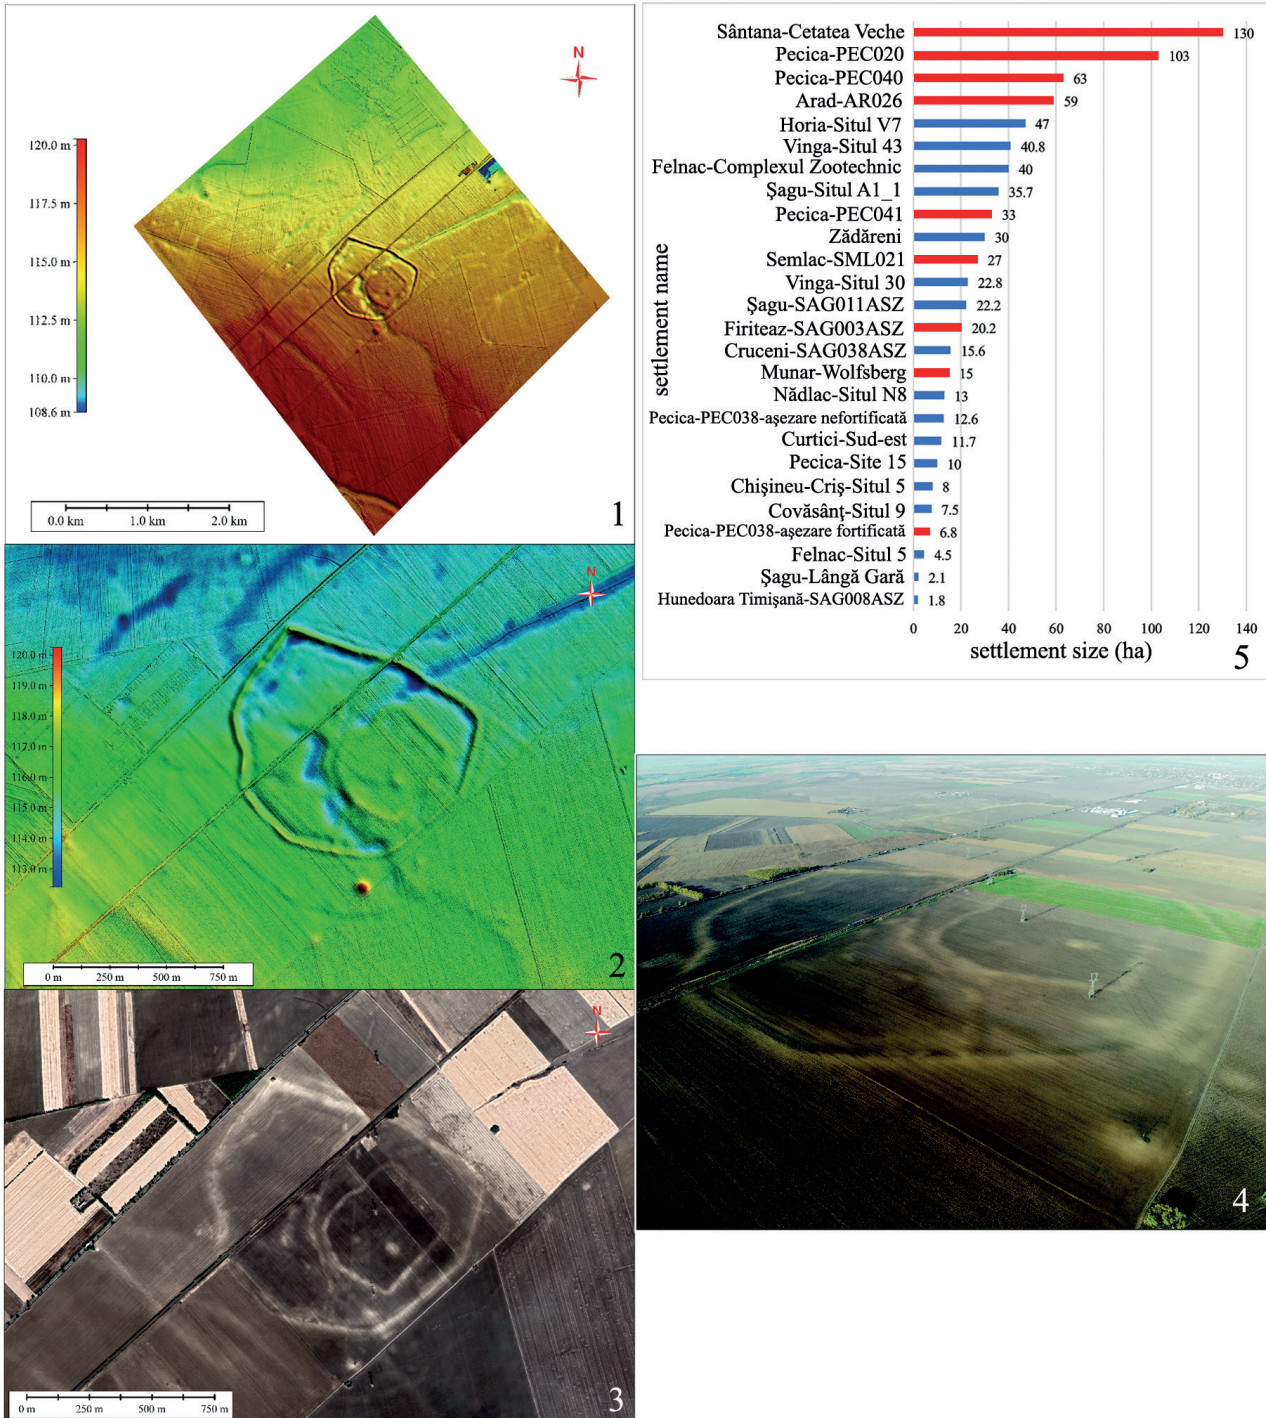 N
120.0 m
117.5 m
115.0 m
112.5 m
110.0 m
108.6 m
0.0 km 1.0 km 2.0 km
1
N
120.0 m
119.0 m
118.0 m
117.0 m
116.0 m
115.0 m
114.0 m
113.0 m
0 m 250 m 500 m 750 m
2
N
0 m 250 m 500 m 750 m
3
4
settlement name
Sântana-Cetatea Veche 130
Pecica-PEC020 103
Pecica-PEC040 63
Arad-AR026 59
Horia-Situl V7 47
Vinga-Situl 43 40.8
Felnac-Complexul Zootechnic 40
Şagu-Situl A1_1 35.7
Pecica-PEC041 33
Zădăreni 30
Semlac-SML021 27
Vinga-Situl 30 22.8
Şagu-SAG011ASZ 22.2
Firiteaz-SAG003ASZ 20.2
Cruceni-SAG038ASZ 15.6
Munar-Wolfsberg 15
Nădlac-Situl N8 13
Pecica-PEC038-aşezare nefortificată 12.6
Curtici-Sud-est 11.7
Pecica-Site 15 10
Chişineu-Criş-Situl 5 8
Covăsânţ-Situl 9 7.5
Pecica-PEC038-aşezare fortificată 6.8
Felnac-Situl 5 4.5
Şagu-Lângă Gară 2.1
Hunedoara Timişană-SAG008ASZ 1.8
0 20 40 60 80 100 120 140
settlement size (ha)
5